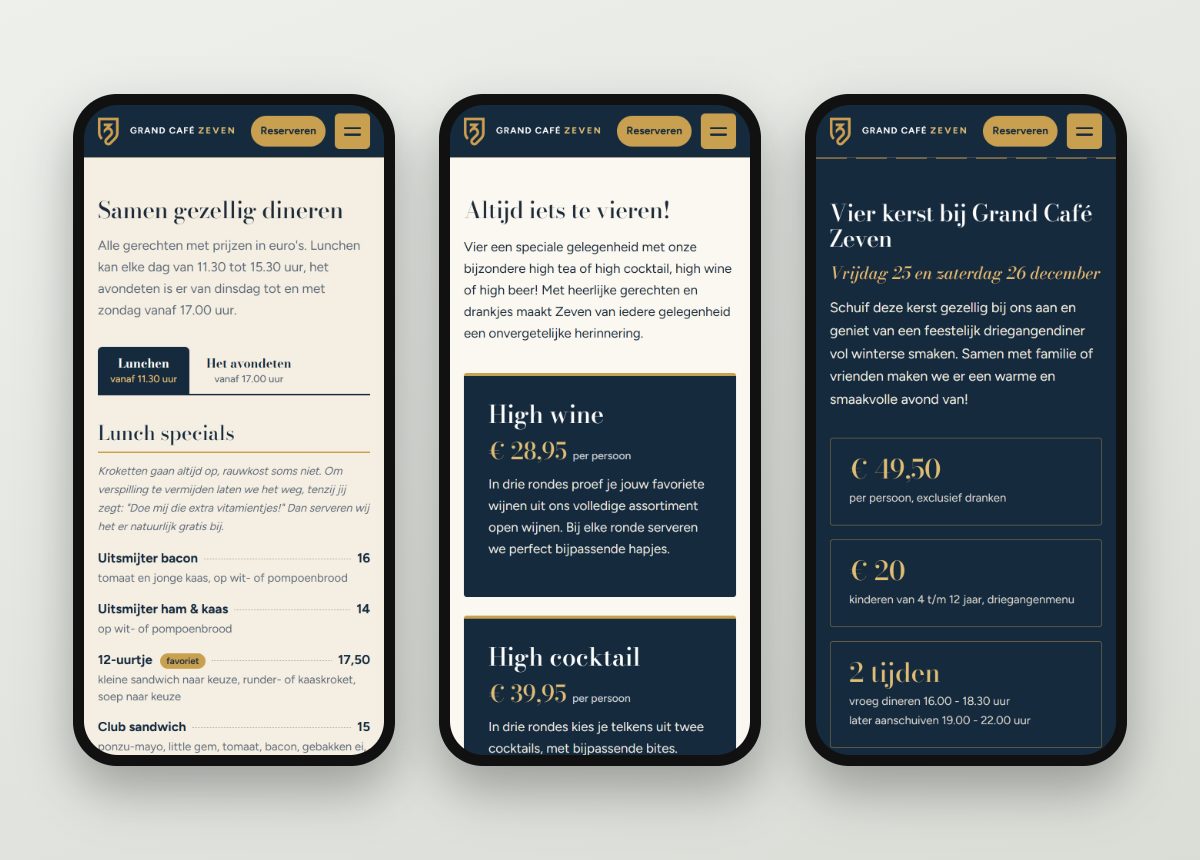 GRAND CAFÉ ZEVEN
Reserveren
Samen gezellig dineren
Alle gerechten met prijzen in euro's. Lunchen
kan elke dag van 11.30 tot 15.30 uur, het
avondeten is er van dinsdag tot en met
zondag vanaf 17.00 uur.
Lunchen
vanaf 11.30 uur
Het avondeten
vanaf 17.00 uur
Lunch specials
Kroketten gaan altijd op, rauwkost soms niet. Om
verspilling te vermijden laten we het weg, tenzij jij
zegt: "Doe mij die extra vitamientjes!" Dan serveren wij
het er natuurlijk gratis bij.
Uitsmijter bacon 16
tomaat en jonge kaas, op wit- of pompoenbrood
Uitsmijter ham & kaas 14
op wit- of pompoenbrood
12-uurtje favoriet 17,50
kleine sandwich naar keuze, runder- of kaaskroket,
soep naar keuze
Club sandwich 15
ponzu-mayo, little gem, tomaat, bacon, gebakken ei,
GRAND CAFÉ ZEVEN
Reserveren
Altijd iets te vieren!
Vier een speciale gelegenheid met onze
bijzondere high tea of high cocktail, high wine
of high beer! Met heerlijke gerechten en
drankjes maakt Zeven van iedere gelegenheid
een onvergetelijke herinnering.
High wine
€ 28,95 per persoon
In drie rondes proef je jouw favoriete
wijnen uit ons volledige assortiment
open wijnen. Bij elke ronde serveren
we perfect bijpassende hapjes.
High cocktail
€ 39,95 per persoon
In drie rondes kies je telkens uit twee
cocktails, met bijpassende bites.
GRAND CAFÉ ZEVEN
Reserveren
Vier kerst bij Grand Café
Zeven
Vrijdag 25 en zaterdag 26 december
Schuif deze kerst gezellig bij ons aan en
geniet van een feestelijk driegangendiner
vol winterse smaken. Samen met familie of
vrienden maken we er een warme en
smaakvolle avond van!
€ 49,50
per persoon, exclusief dranken
€ 20
kinderen van 4 t/m 12 jaar, driegangenmenu
2 tijden
vroeg dineren 16.00 - 18.30 uur
later aanschuiven 19.00 - 22.00 uur